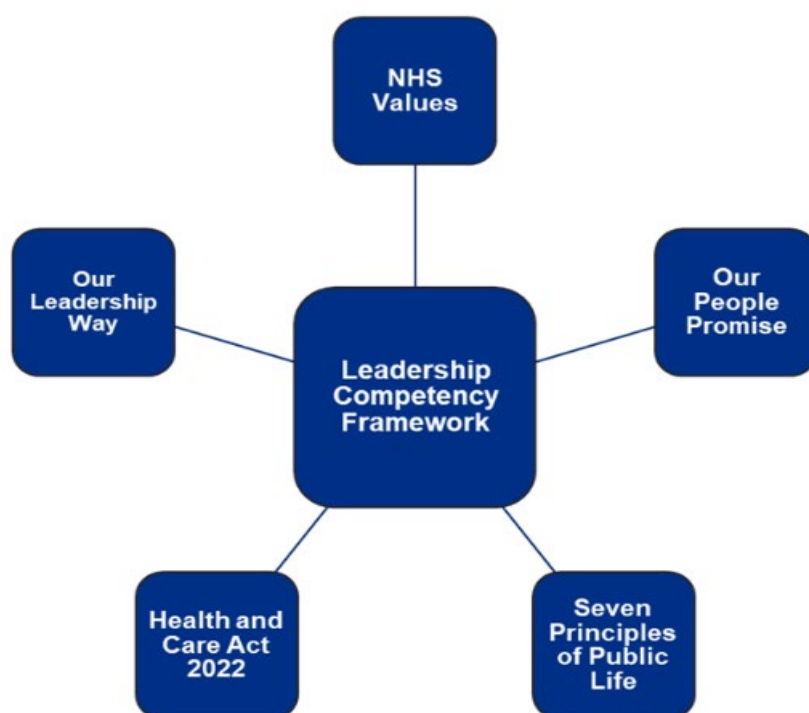 NHS
Values
Our
Leadership
Way
Our
People
Promise
Leadership
Competency
Framework
Health and
Care Act
2022
Seven
Principles
of Public
Life